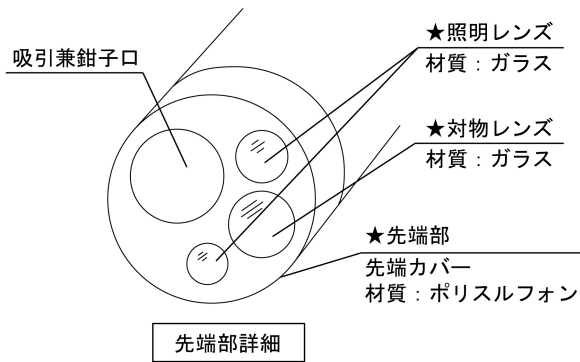 吸引兼鉗子口
★照明レンズ
材質：ガラス
★対物レンズ
材質：ガラス
★先端部
先端カバー
材質：ポリスルフォン
先端部詳細